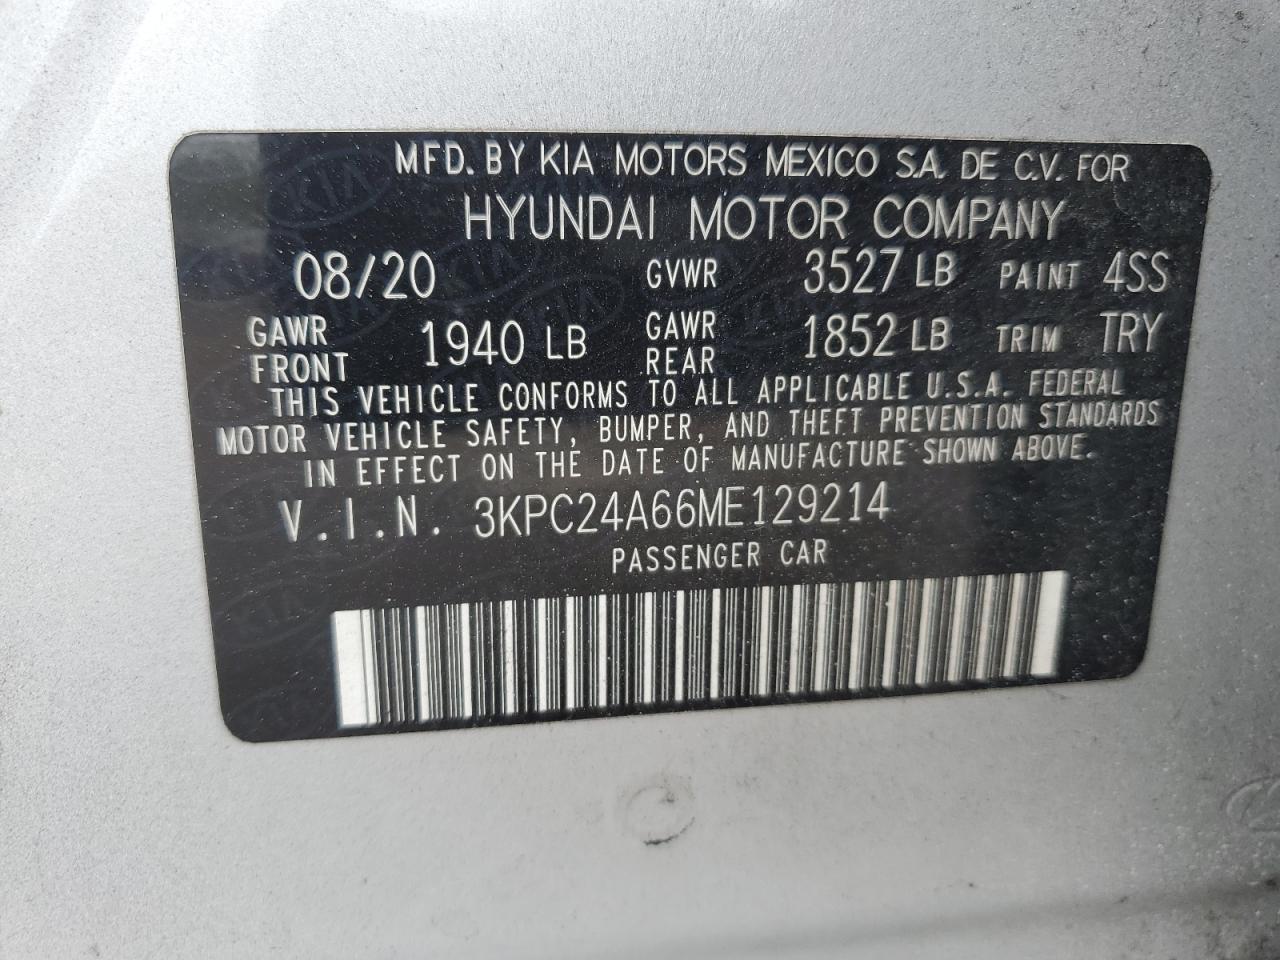 MFD. BY KIA MOTORS MEXICO S.A. DE C.V. FOR
HYUNDAI MOTOR COMPANY
08/20 GVWR 3527 LB PAINT 4SS
GAWR FRONT 1940 LB GAWR REAR 1852 LB TRIM TRY
THIS VEHICLE CONFORMS TO ALL APPLICABLE U.S.A. FEDERAL
MOTOR VEHICLE SAFETY, BUMPER, AND THEFT PREVENTION STANDARDS
IN EFFECT ON THE DATE OF MANUFACTURE SHOWN ABOVE.
V.I.N. 3KPC24A66ME129214
PASSENGER CAR